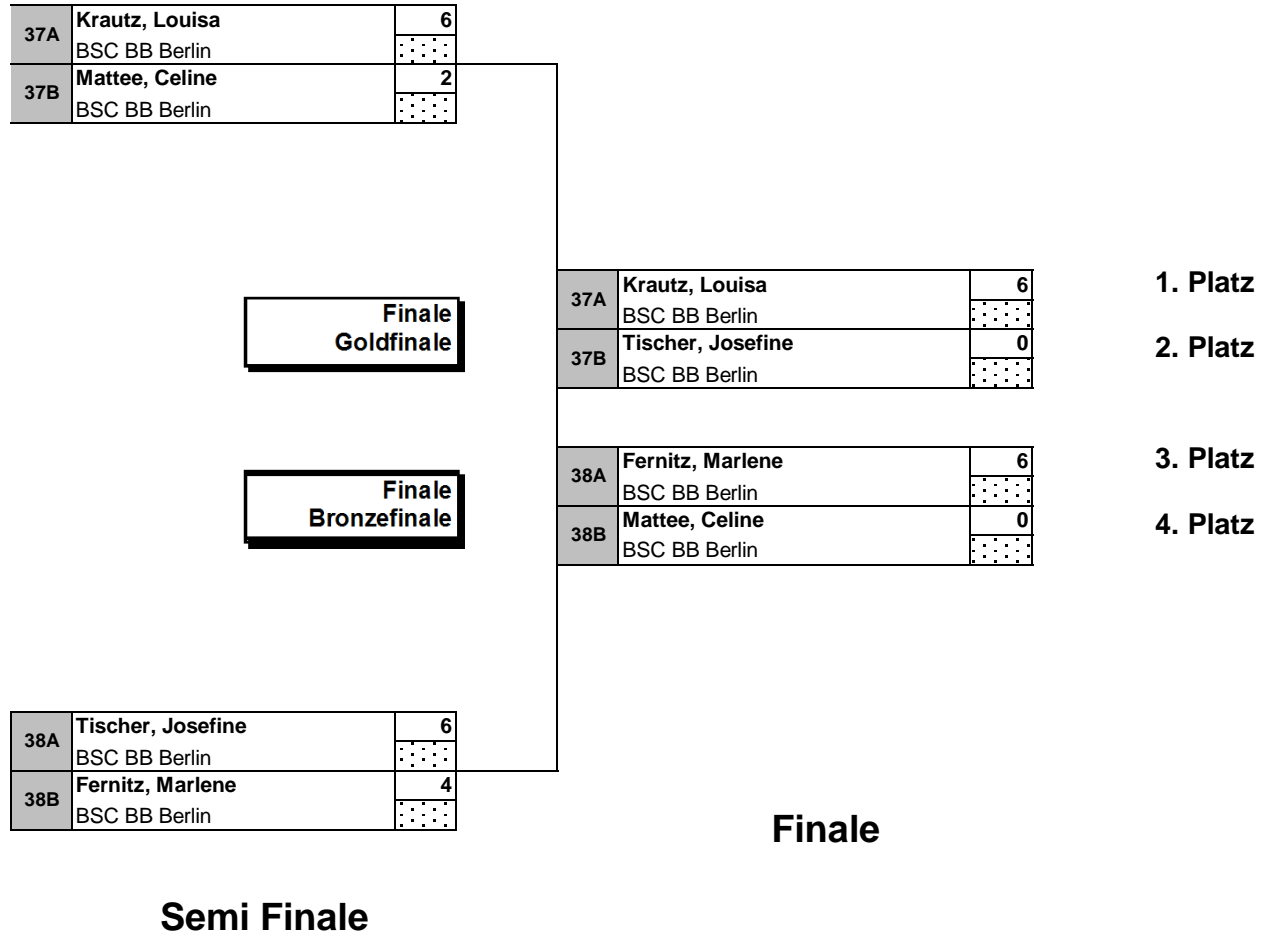 37A Krautz, Louisa 6
BSC BB Berlin
37B Mattee, Celine 2
BSC BB Berlin
Finale
Goldfinale
37A Krautz, Louisa 6
BSC BB Berlin
1. Platz
37B Tischer, Josefine 0
BSC BB Berlin
2. Platz
Finale
Bronzefinale
38A Fernitz, Marlene 6
BSC BB Berlin
3. Platz
38B Mattee, Celine 0
BSC BB Berlin
4. Platz
38A Tischer, Josefine 6
BSC BB Berlin
38B Fernitz, Marlene 4
BSC BB Berlin
Finale
Semi Finale